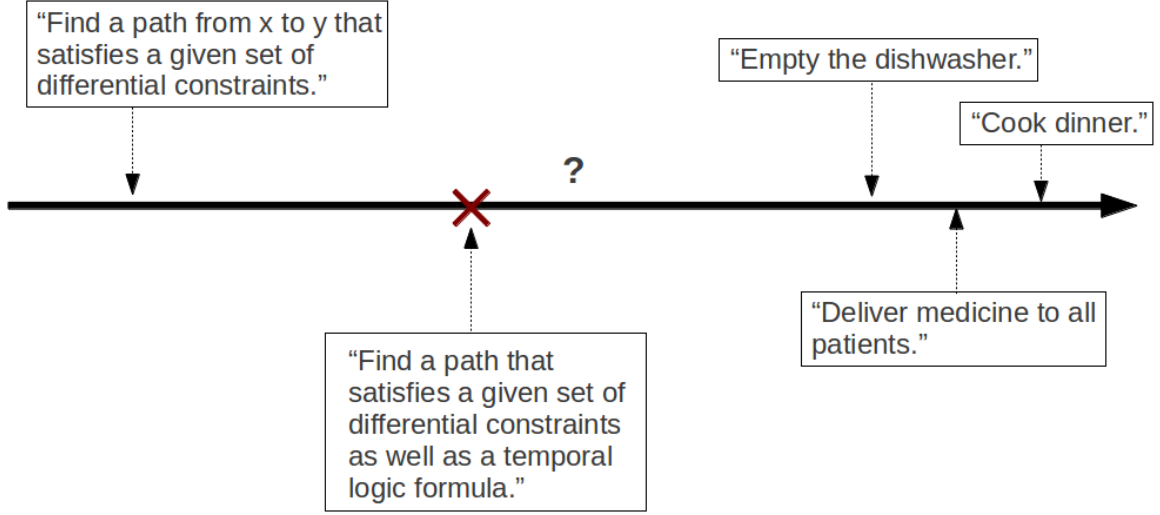 “Find a path from x to y that
satisfies a given set of
differential constraints.”
“Empty the dishwasher.”
“Cook dinner.”
?
“Find a path that
satisfies a given set of
differential constraints
as well as a temporal
logic formula.”
“Deliver medicine to all
patients.”